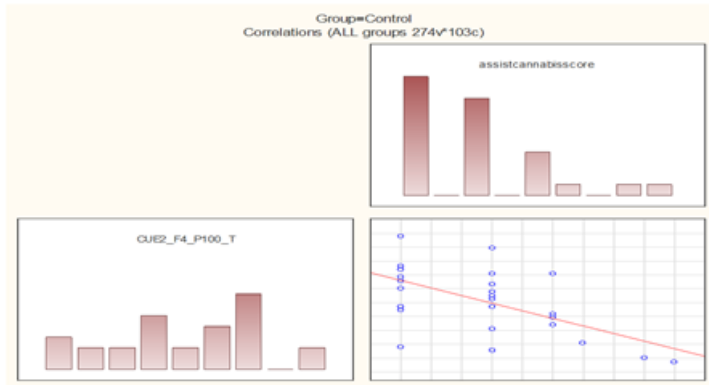 Group=Control
Correlations (ALL groups 274v*103c)
assistcannabisscore
CUE2_F4_P100_T